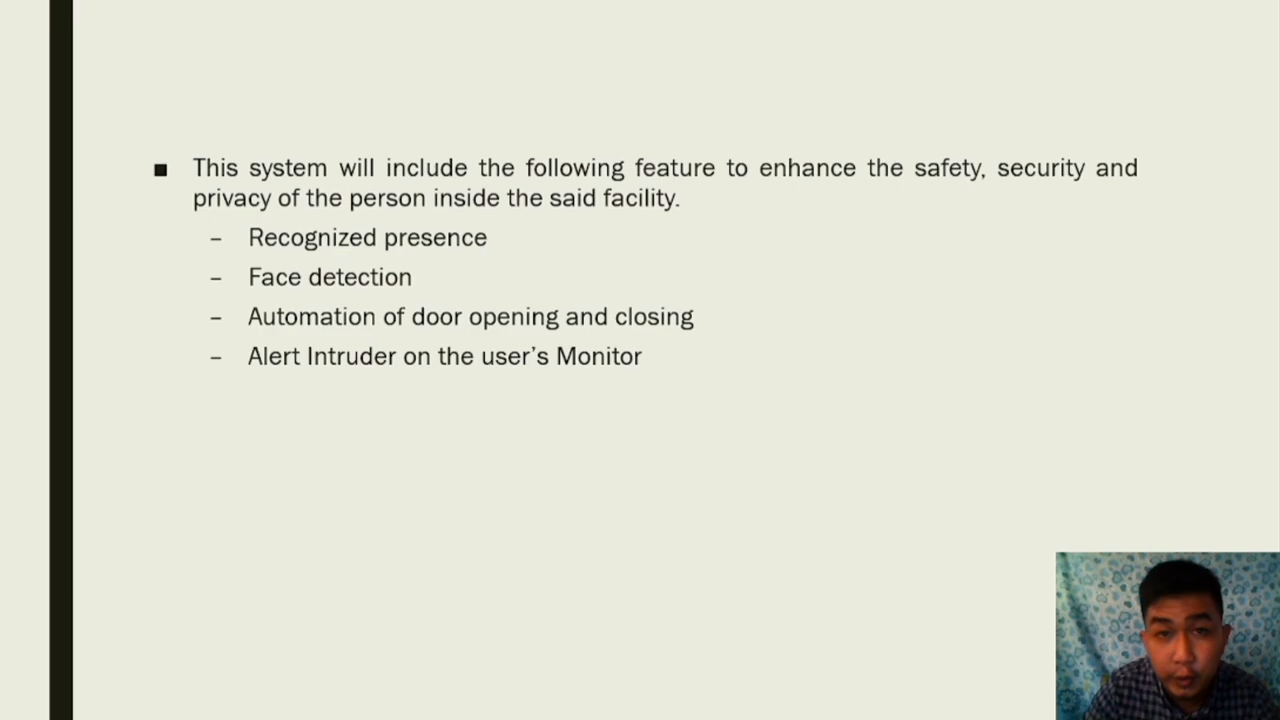 This system will include the following feature to enhance the safety, security and
privacy of the person inside the said facility.
– Recognized presence
– Face detection
– Automation of door opening and closing
– Alert Intruder on the user’s Monitor